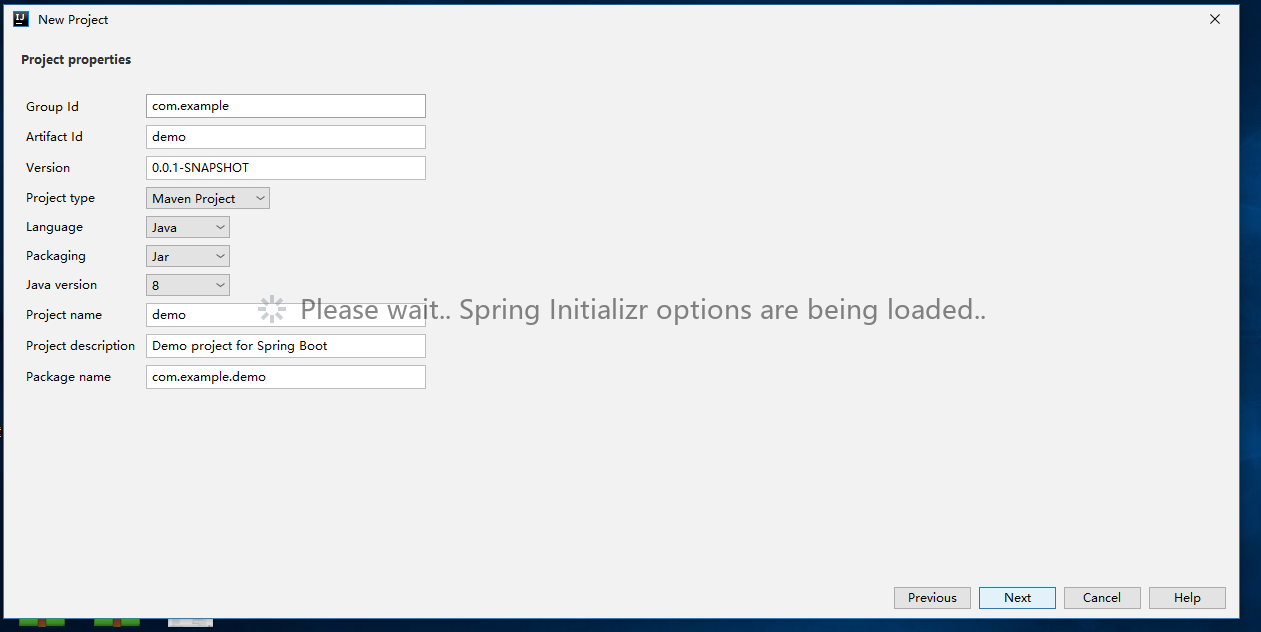 New Project
Project properties
Group Id com.example
Artifact Id demo
Version 0.0.1-SNAPSHOT
Project type Maven Project
Language Java
Packaging Jar
Java version 8
Please wait.. Spring Initializr options are being loaded..
Project name demo
Project description Demo project for Spring Boot
Package name com.example.demo
Previous Next Cancel Help